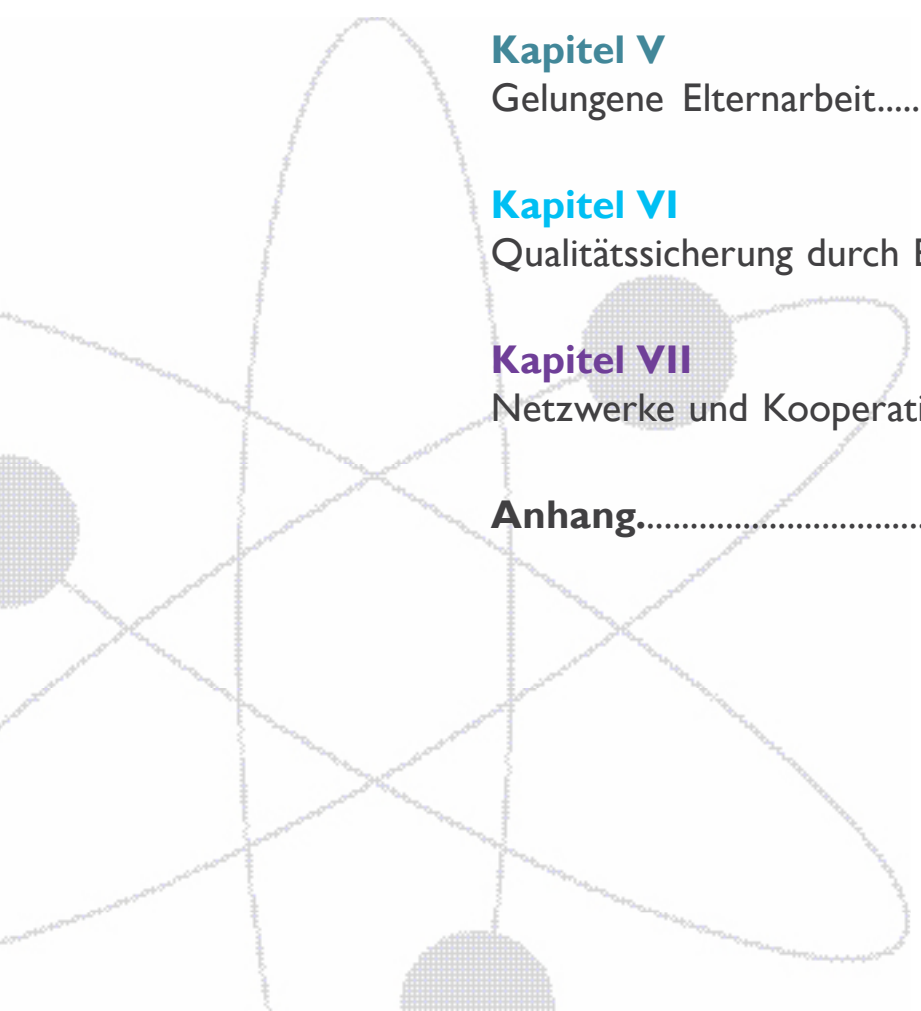 Kapitel V
Gelungene Elternarbeit.....
Kapitel VI
Qualitätssicherung durch
Kapitel VII
Netzwerke und
Anhang...............................